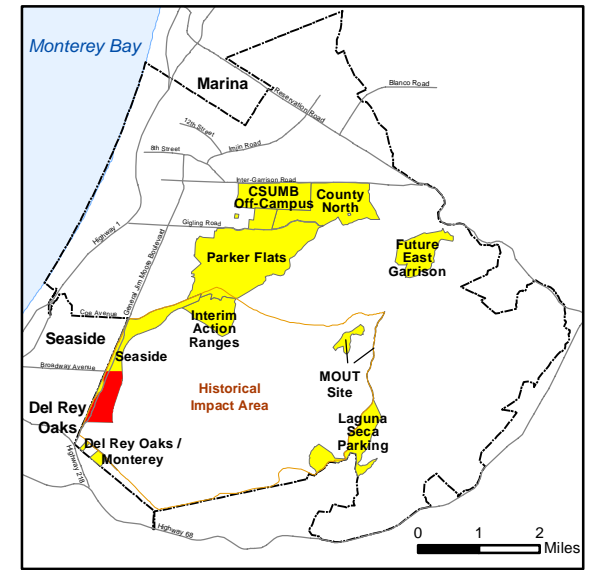 Monterey Bay
Marina
Blanco Road
Reservation Road
12th Street
Imjin Road
8th Street
Inter-Garrison Road
CSUMB
Off-Campus
County
North
Gigling Road
Highway 1
General Jim Moore Boulevard
Parker Flats
Future
East
Garrison
Coe Avenue
Interim
Action
Ranges
Seaside
Seaside
Broadway Avenue
MOUT
Site
Historical
Impact Area
Del Rey
Oaks
Laguna
Seca
Parking
Del Rey Oaks /
Monterey
Highway 218
Highway 68
0 1 2
Miles